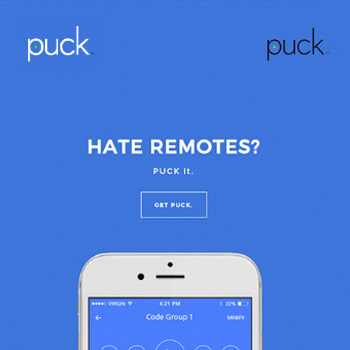 puck
puck
HATE REMOTES?
PUCK it.
GET PUCK.
VIRGIN
4:21 PM
22%
Code Group 1
MINIFY